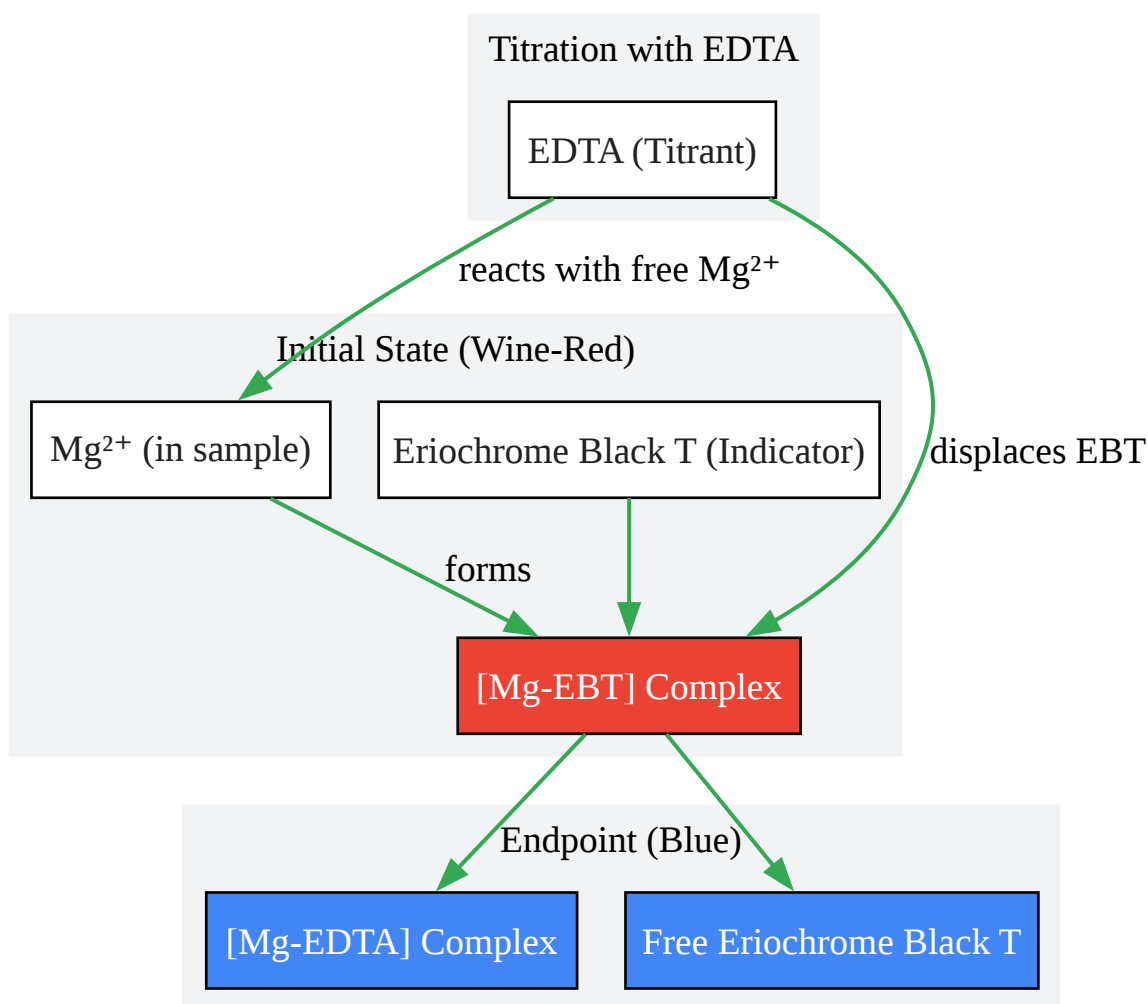 Titration with EDTA
EDTA (Titrant)
reacts with free Mg²⁺
Initial State (Wine-Red)
Mg²⁺ (in sample)
Eriochrome Black T (Indicator)
displaces EBT
forms
[Mg-EBT] Complex
Endpoint (Blue)
[Mg-EDTA] Complex
Free Eriochrome Black T